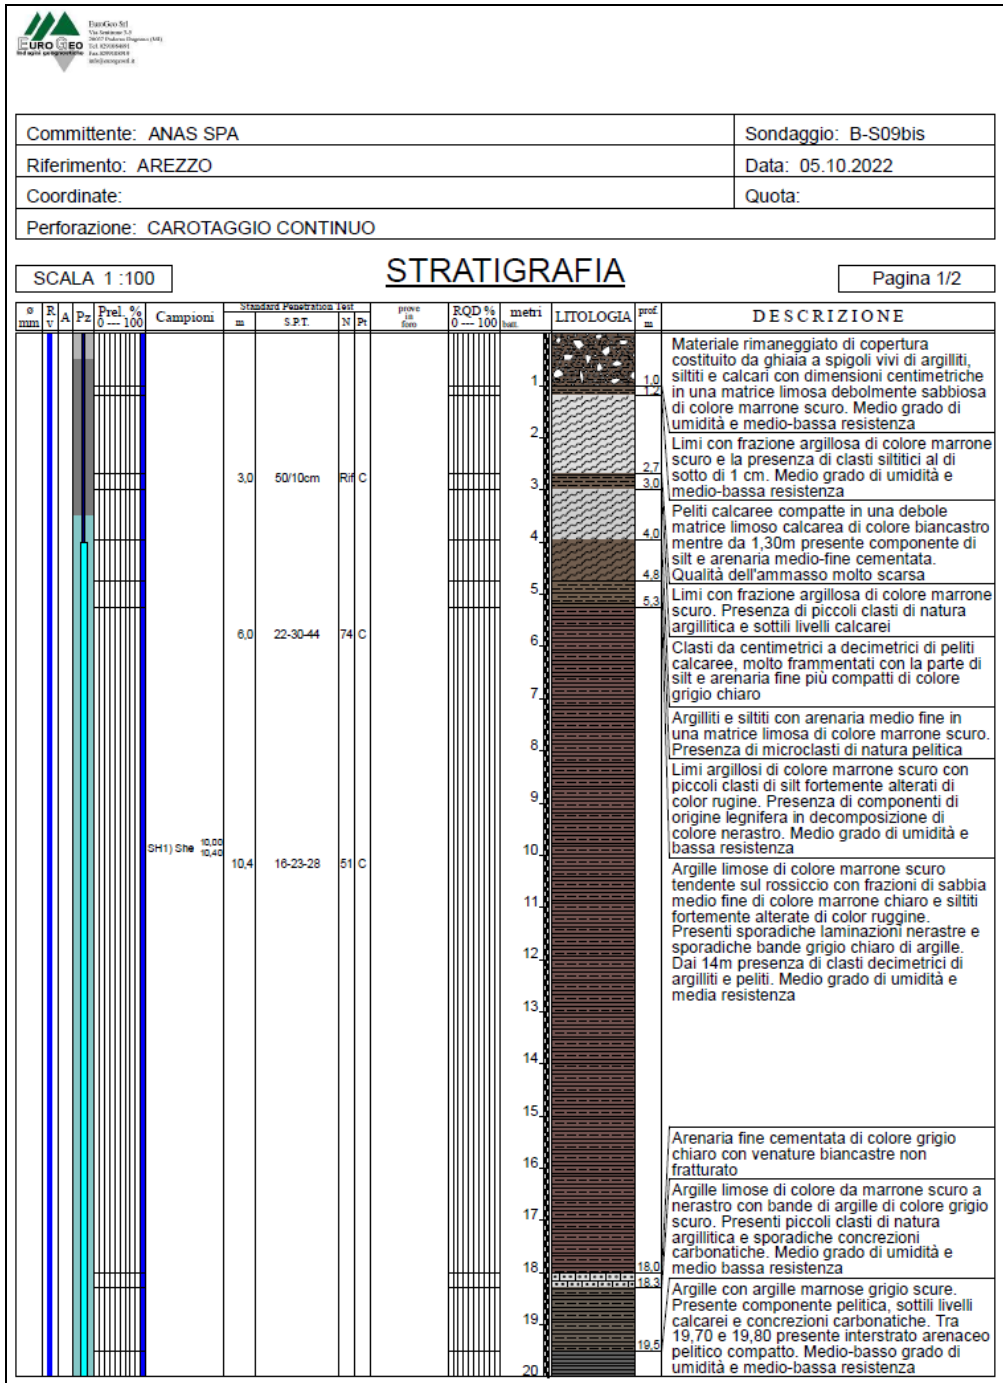 EuroGeo Srl
EURO GEO
indagini geognostiche
Committente: ANAS SPA
Sondaggio: B-S09bis
Riferimento: AREZZO
Data: 05.10.2022
Coordinate:
Quota:
Perforazione: CAROTAGGIO CONTINUO
SCALA 1 :100
STRATIGRAFIA
Pagina 1/2
ø mm
R v
A
Pz
Prel. % 0 --- 100
Campioni
Standard Penetration Test
m
S.P.T.
N
Pt
prove in foro
RQD % 0 --- 100
metri batt.
LITOLOGIA
prof. m
DESCRIZIONE
Materiale rimaneggiato di copertura
costituito da ghiaia a spigoli vivi di argilliti,
siltiti e calcari con dimensioni centimetriche
in una matrice limosa debolmente sabbiosa
di colore marrone scuro. Medio grado di
umidità e medio-bassa resistenza
1 1,0
1,2
Limi con frazione argillosa di colore marrone
scuro e la presenza di clasti siltitici al di
sotto di 1 cm. Medio grado di umidità e
medio-bassa resistenza
2
2,7
3,0 50/10cm Rif C
3 3,0
Peliti calcaree compatte in una debole
matrice limoso calcarea di colore biancastro
mentre da 1,30m presente componente di
silt e arenaria medio-fine cementata.
Qualità dell'ammasso molto scarsa
4 4,0
4,8
Limi con frazione argillosa di colore marrone
scuro. Presenza di piccoli clasti di natura
argillitica e sottili livelli calcarei
5 5,3
6,0 22-30-44 74 C
6
Clasti da centimetrici a decimetrici di peliti
calcaree, molto frammentati con la parte di
silt e arenaria fine più compatti di colore
grigio chiaro
7
Argilliti e siltiti con arenaria medio fine in
una matrice limosa di colore marrone scuro.
Presenza di microclasti di natura pelitica
8
Limi argillosi di colore marrone scuro con
piccoli clasti di silt fortemente alterati di
color rugine. Presenza di componenti di
origine legnifera in decomposizione di
colore nerastro. Medio grado di umidità e
bassa resistenza
9
SH1) She 10,00
10,40
10
10,4 16-23-28 51 C
Argille limose di colore marrone scuro
tendente sul rossiccio con frazioni di sabbia
medio fine di colore marrone chiaro e siltiti
fortemente alterate di color ruggine.
Presenti sporadiche laminazioni nerastre e
sporadiche bande grigio chiaro di argille.
Dai 14m presenza di clasti decimetrici di
argilliti e peliti. Medio grado di umidità e
media resistenza
11
12
13
14
15
Arenaria fine cementata di colore grigio
chiaro con venature biancastre non
fratturato
16
Argille limose di colore da marrone scuro a
nerastro con bande di argille di colore grigio
scuro. Presenti piccoli clasti di natura
argillitica e sporadiche concrezioni
carbonatiche. Medio grado di umidità e
medio bassa resistenza
17
18 18,0
18,3
Argille con argille marnose grigio scure.
Presente componente pelitica, sottili livelli
calcarei e concrezioni carbonatiche. Tra
19,70 e 19,80 presente interstrato arenaceo
pelitico compatto. Medio-basso grado di
umidità e medio-bassa resistenza
19
19,5
20